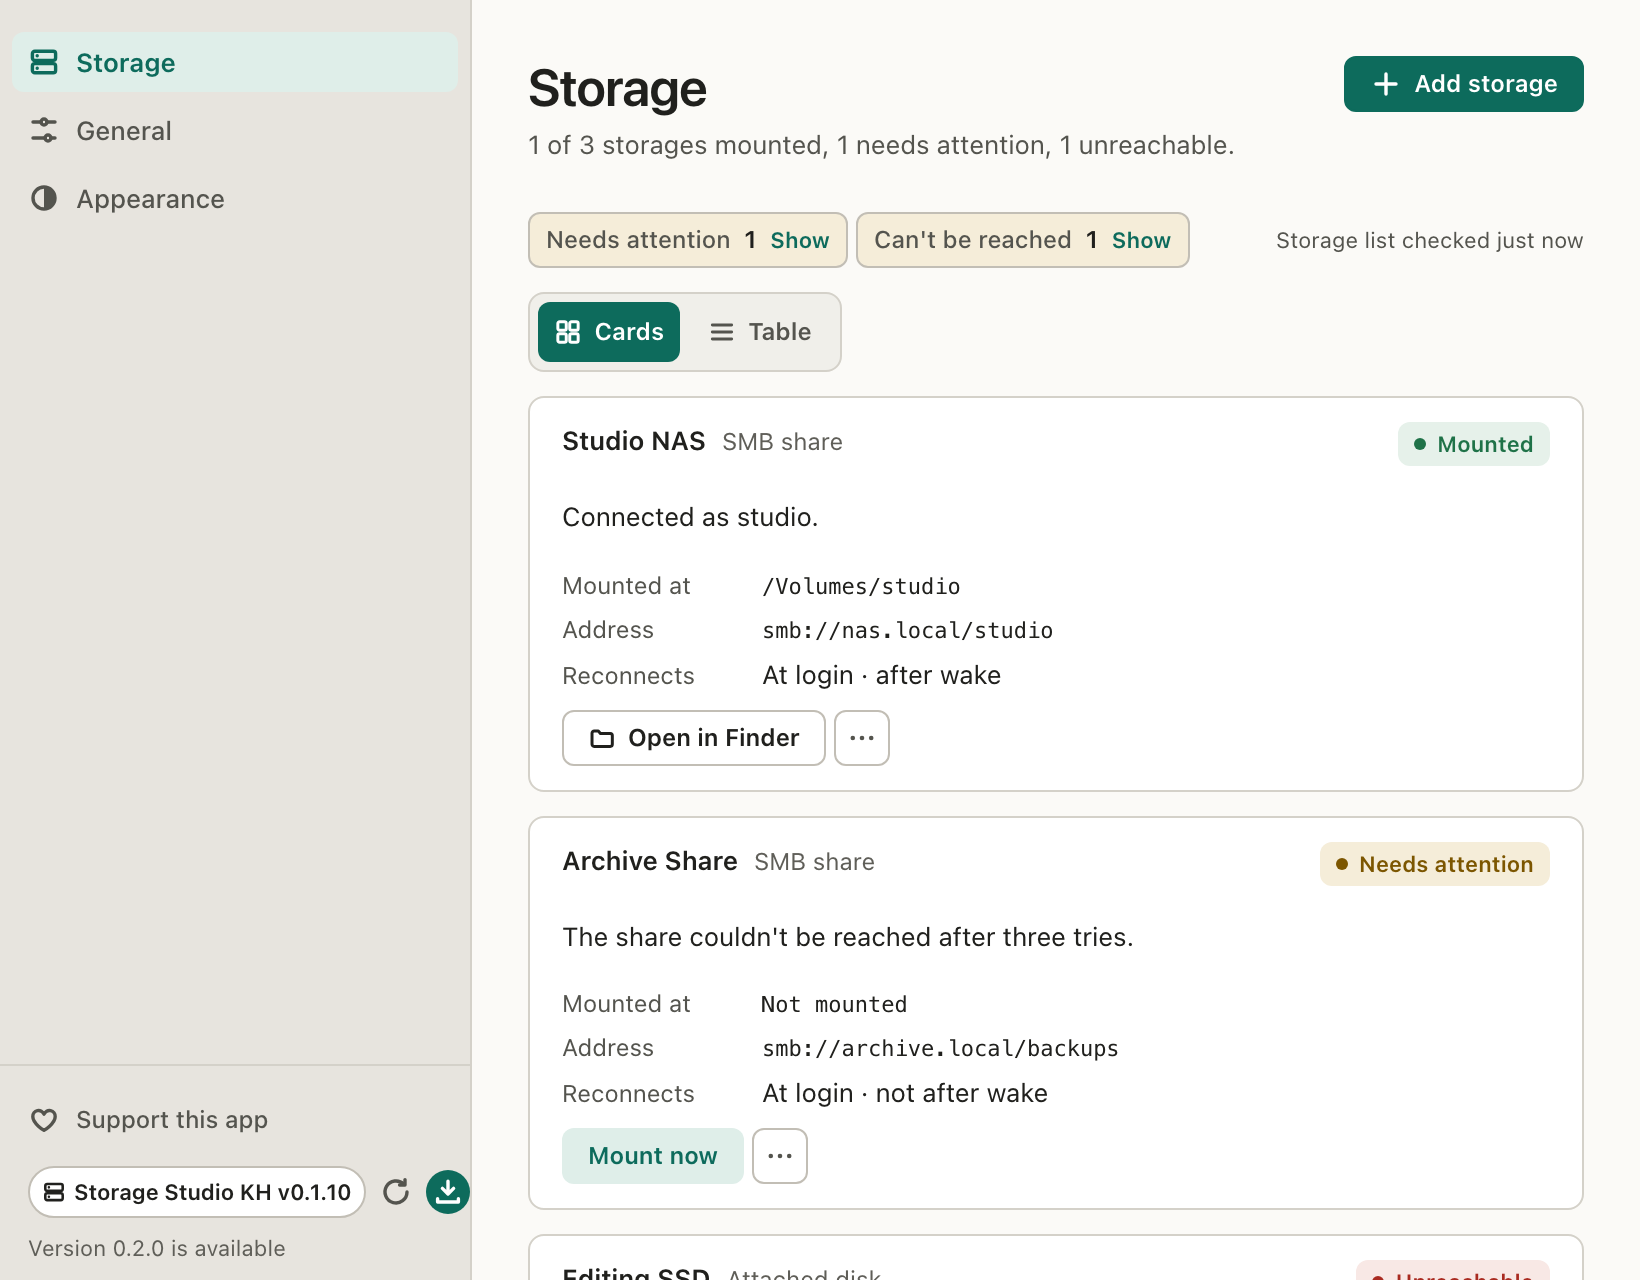 Storage
General
Appearance
Support this app
Storage Studio KH v0.1.10
Version 0.2.0 is available
Storage
Add storage
1 of 3 storages mounted, 1 needs attention, 1 unreachable.
Needs attention 1 Show
Can't be reached 1 Show
Storage list checked just now
Cards
Table
Studio NAS SMB share
Mounted
Connected as studio.
Mounted at /Volumes/studio
Address smb://nas.local/studio
Reconnects At login · after wake
Open in Finder
Archive Share SMB share
Needs attention
The share couldn't be reached after three tries.
Mounted at Not mounted
Address smb://archive.local/backups
Reconnects At login · not after wake
Mount now
Editing SSD Attached disk
Unreachable